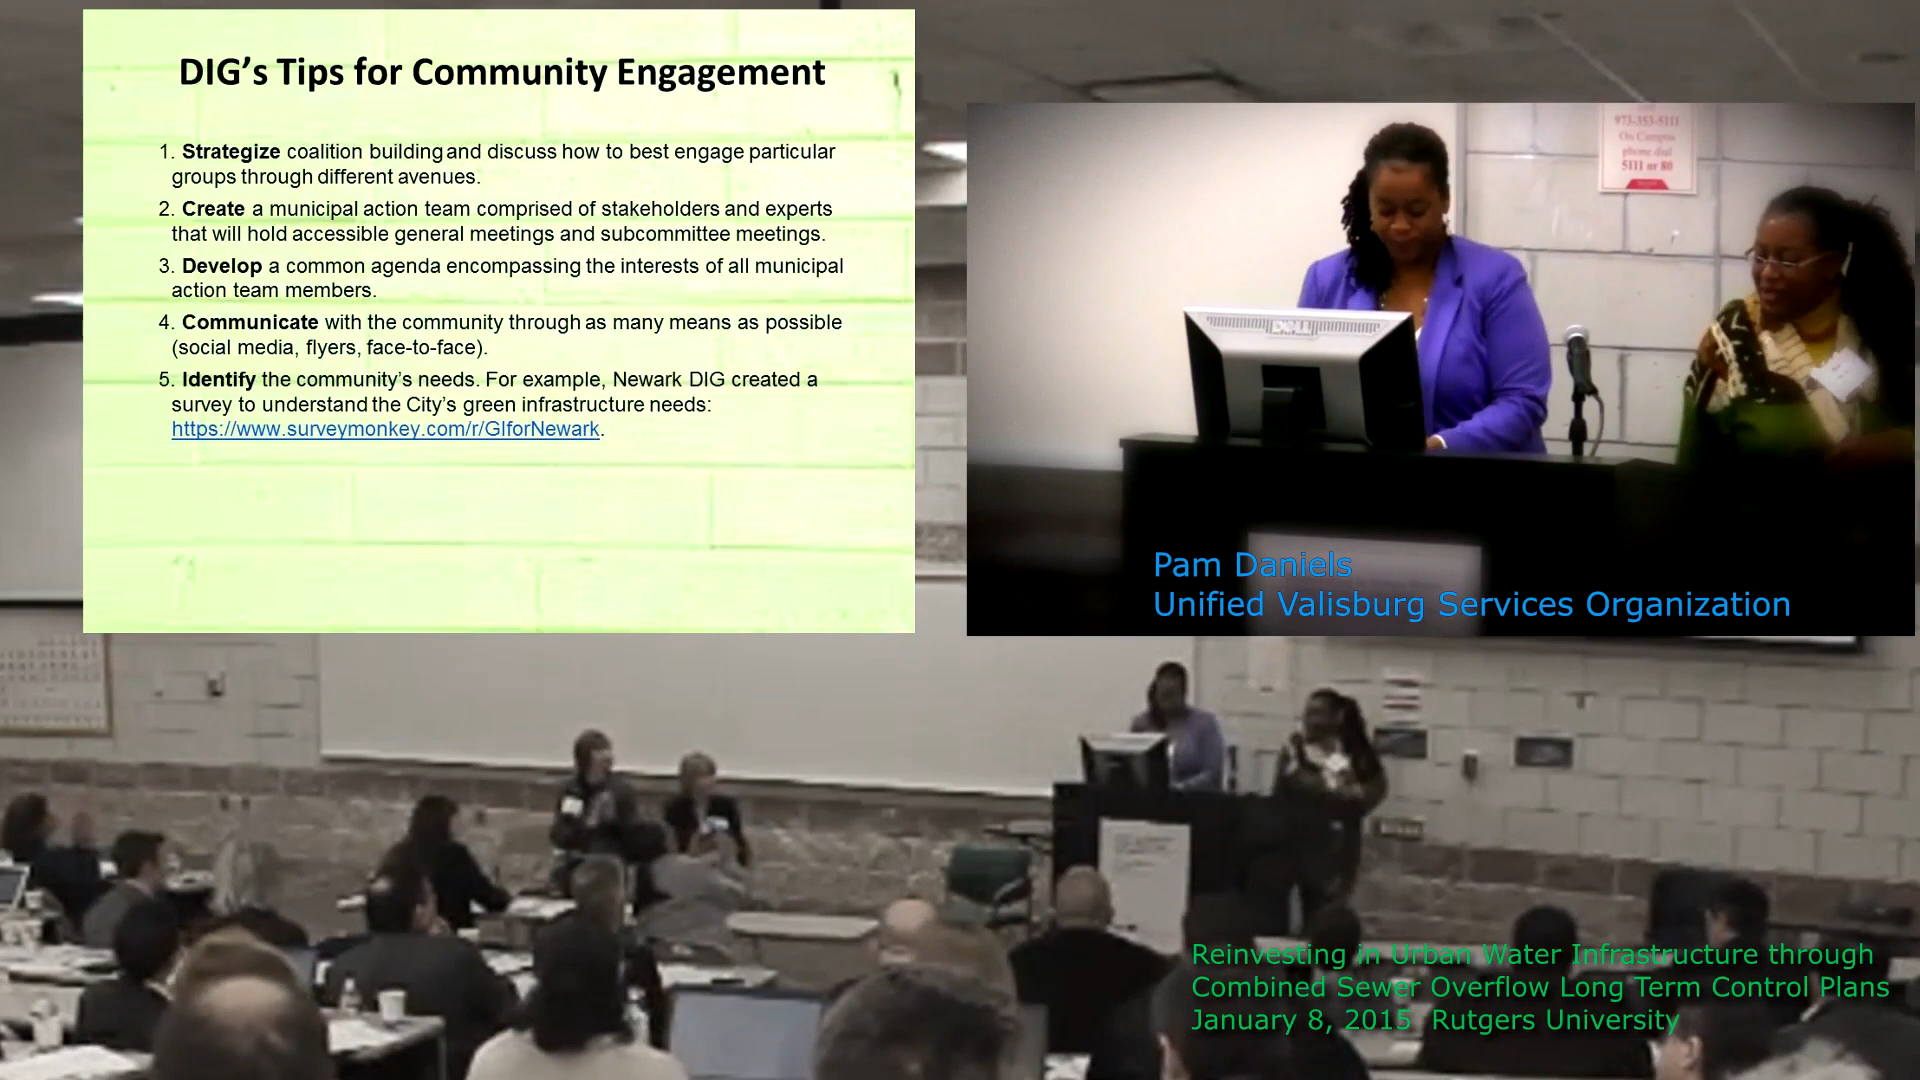 DIG's Tips for Community Engagement
1. Strategize coalition building and discuss how to best engage particular
groups through different avenues.
2. Create a municipal action team comprised of stakeholders and experts
that will hold accessible general meetings and subcommittee meetings.
3. Develop a common agenda encompassing the interests of all municipal
action team members.
4. Communicate with the community through as many means as possible
(social media, flyers, face-to-face).
5. Identify the community's needs. For example, Newark DIG created a
survey to understand the City's green infrastructure needs:
https://www.surveymonkey.com/r/GIforNewark.
973-353-5111
On Campus
phone dial
5111 or 80
DELL
Pam Daniels
Unified Valisburg Services Organization
Reinvesting in Urban Water Infrastructure through
Combined Sewer Overflow Long Term Control Plans
January 8, 2015 Rutgers University